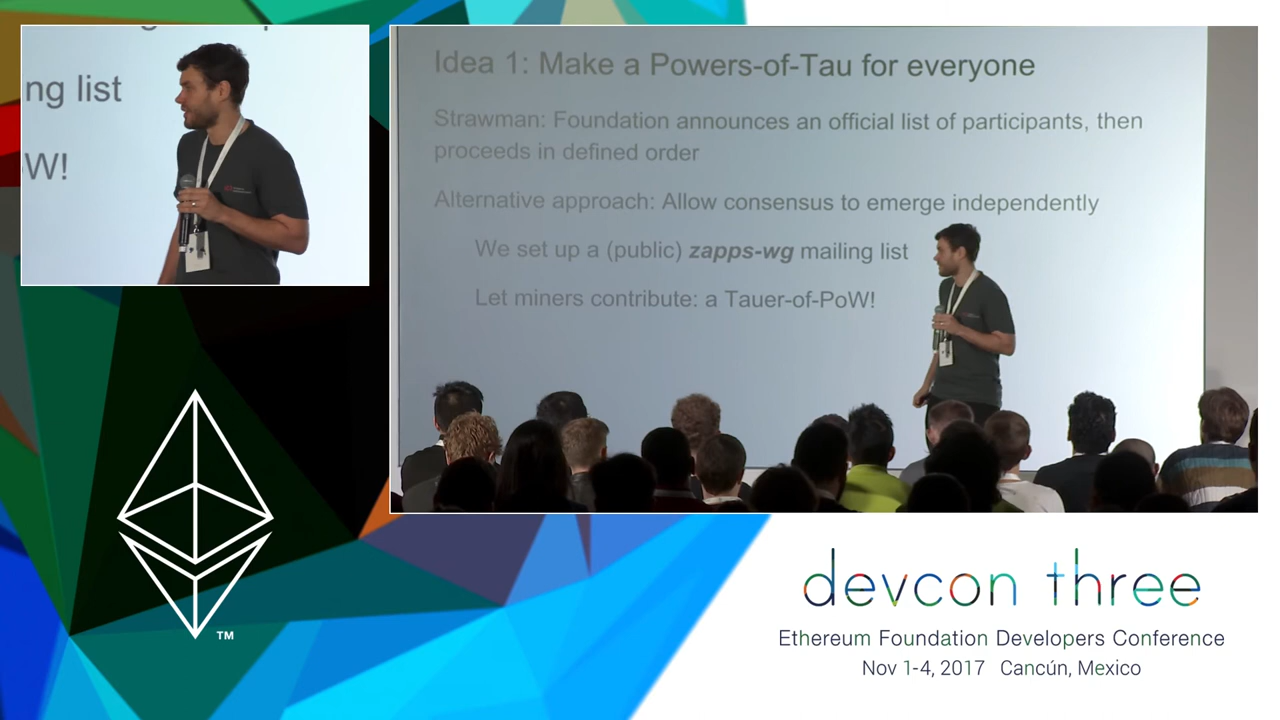 ng list
W!
Idea 1: Make a Powers-of-Tau for everyone
Strawman: Foundation announces an official list of participants, then
proceeds in defined order
Alternative approach: Allow consensus to emerge independently
We set up a (public) zapps-wg mailing list
Let miners contribute: a Tauer-of-PoW!
TM
devcon three
Ethereum Foundation Developers Conference
Nov 1-4, 2017 Cancún, Mexico